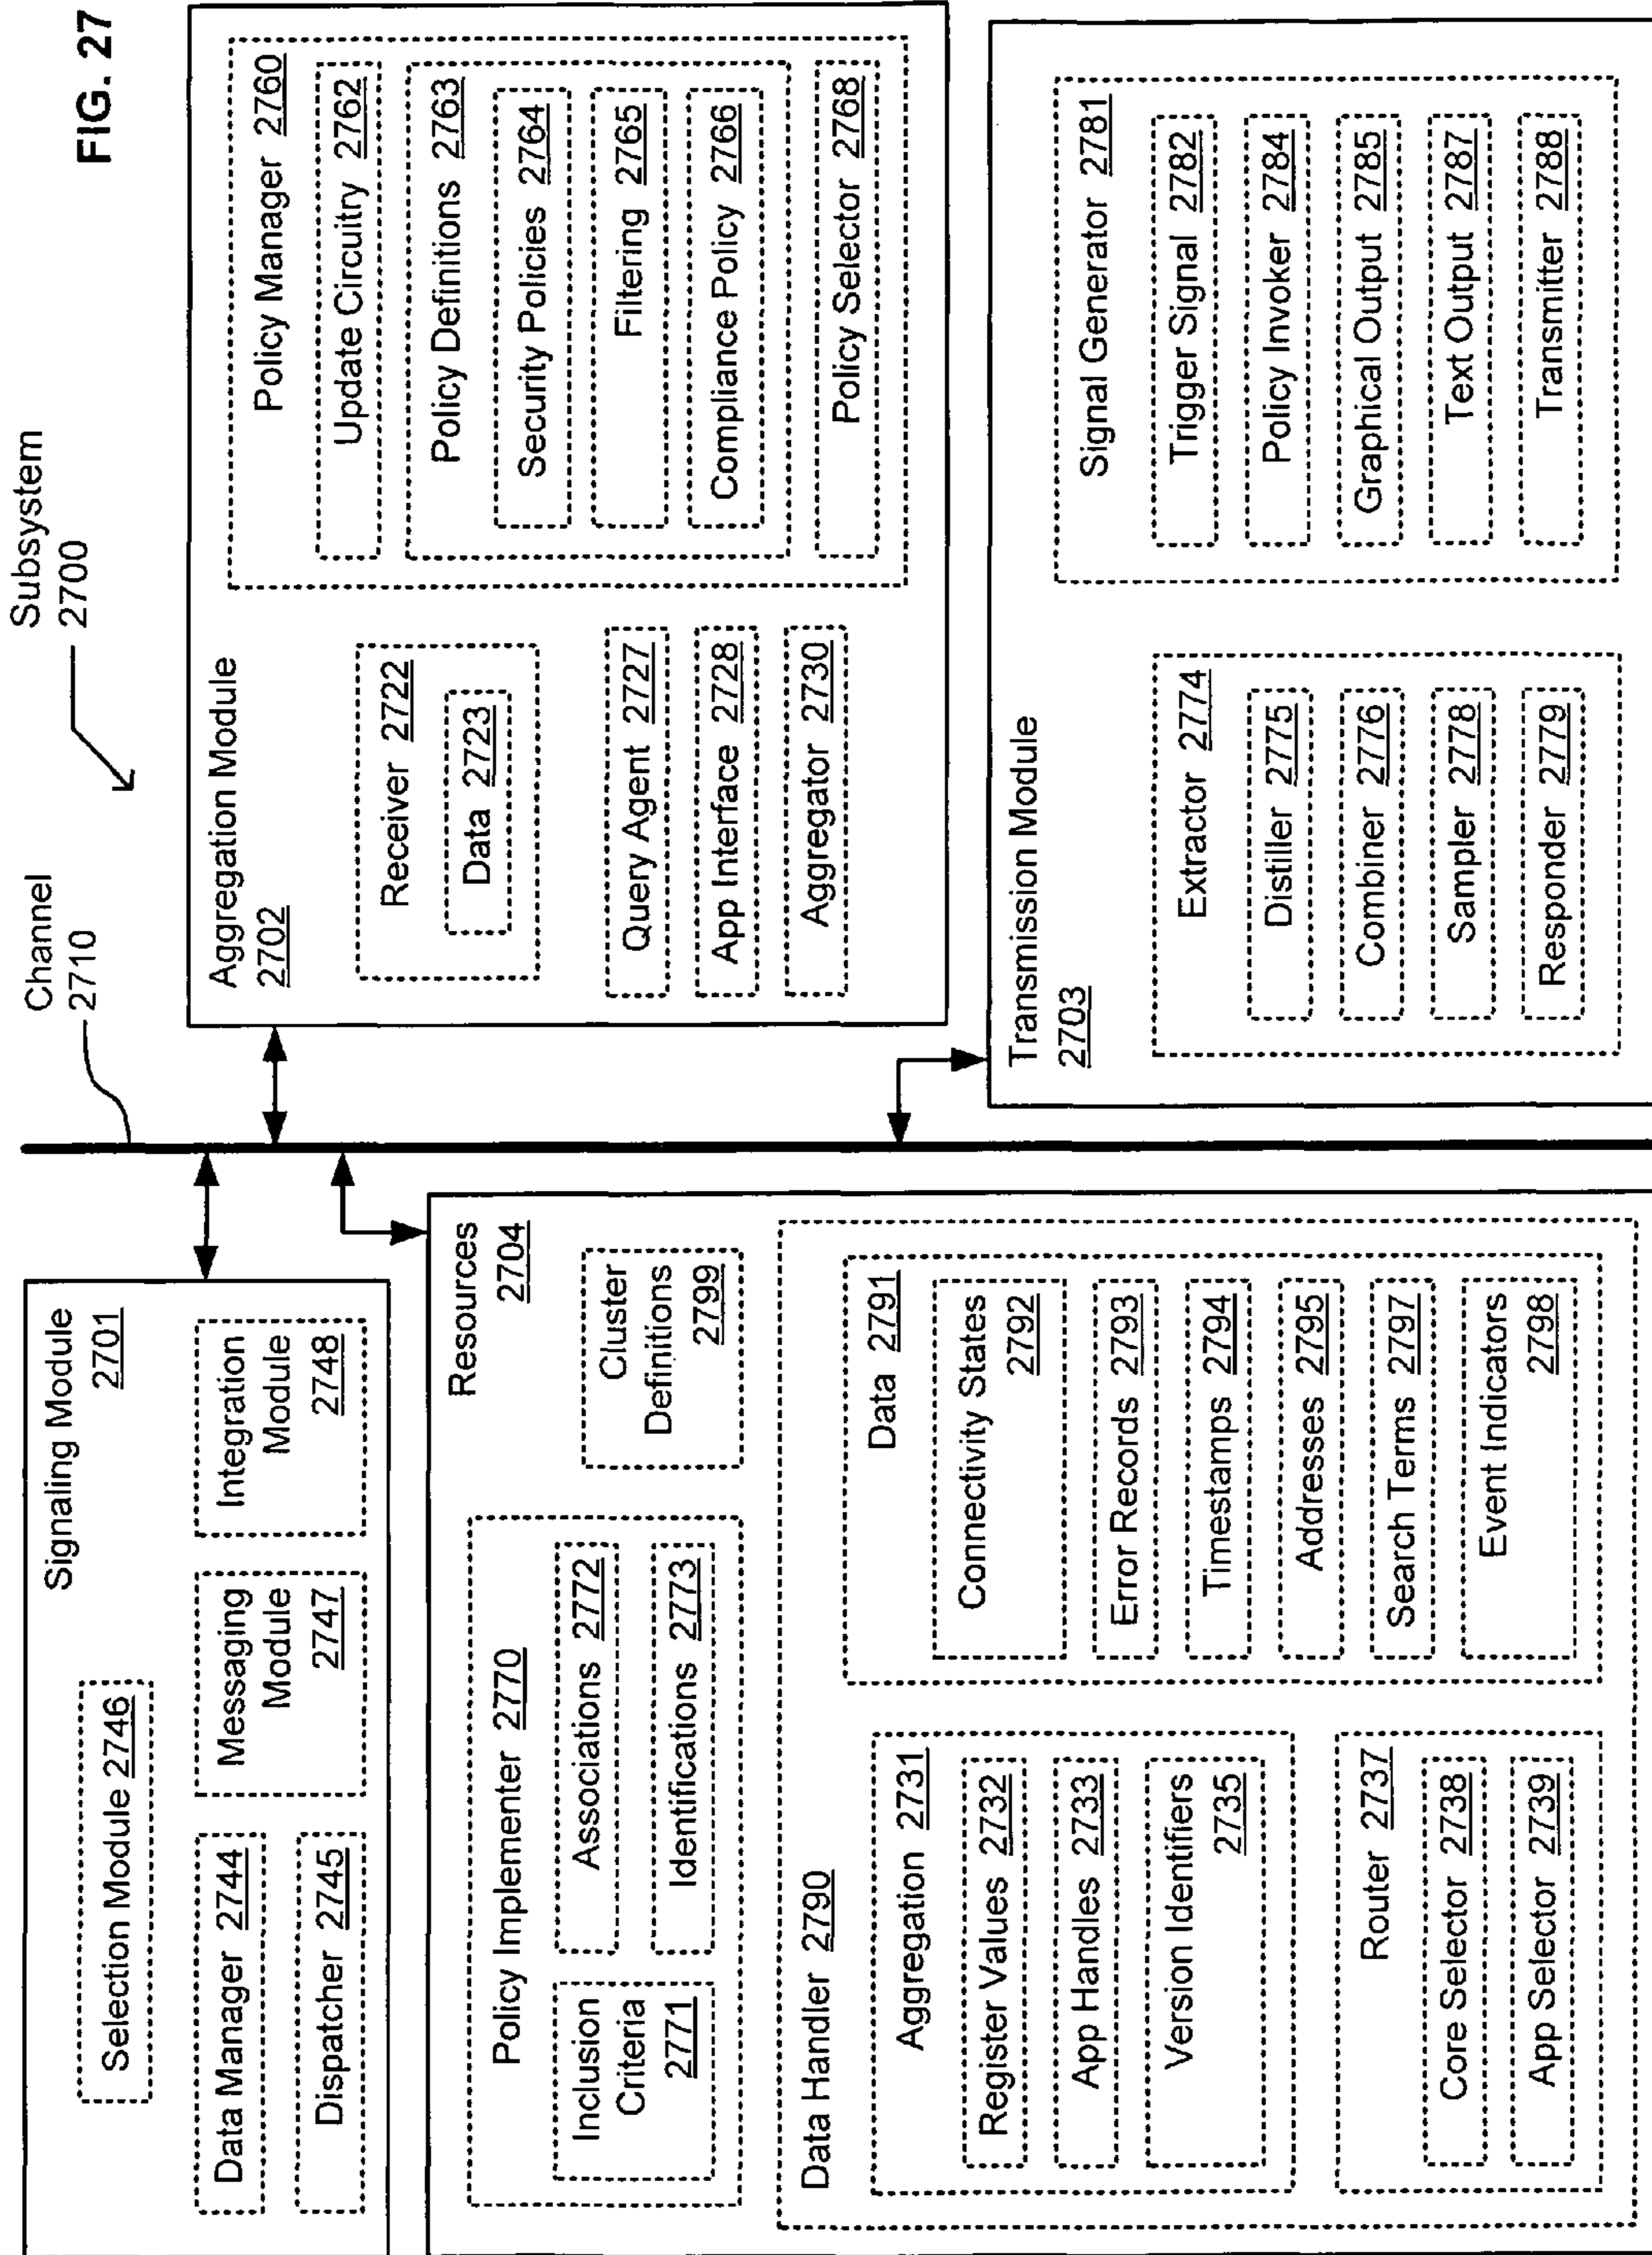 FIG. 27
Subsystem
2700
Channel
2710
Signaling Module
2701
Selection Module 2746
Data Manager 2744
Dispatcher 2745
Messaging
Module
2747
Integration
Module
2748
Resources
2704
Policy Implementer 2770
Inclusion
Criteria
2771
Associations 2772
Identifications 2773
Cluster
Definitions
2799
Data Handler 2790
Aggregation 2731
Register Values 2732
App Handles 2733
Version Identifiers
2735
Router 2737
Core Selector 2738
App Selector 2739
Data 2791
Connectivity States
2792
Error Records 2793
Timestamps 2794
Addresses 2795
Search Terms 2797
Event Indicators
2798
Aggregation Module
2702
Receiver 2722
Data 2723
Query Agent 2727
App Interface 2728
Aggregator 2730
Policy Manager 2760
Update Circuitry 2762
Policy Definitions 2763
Security Policies 2764
Filtering 2765
Compliance Policy 2766
Policy Selector 2768
Transmission Module
2703
Extractor 2774
Distiller 2775
Combiner 2776
Sampler 2778
Responder 2779
Signal Generator 2781
Trigger Signal 2782
Policy Invoker 2784
Graphical Output 2785
Text Output 2787
Transmitter 2788